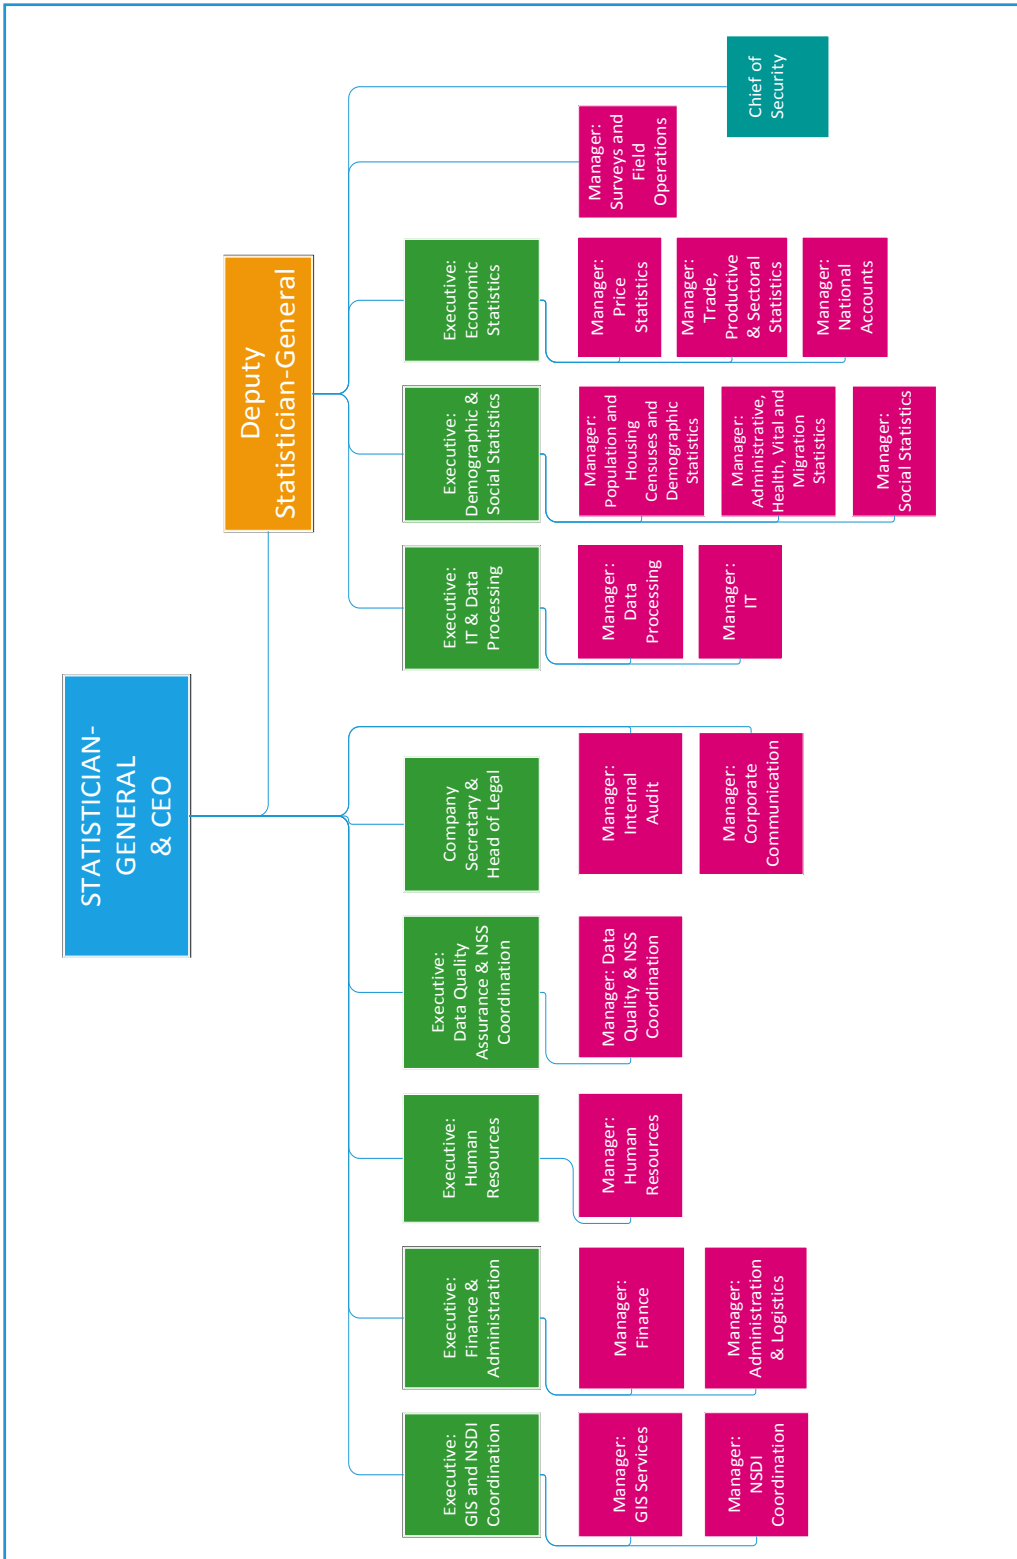 STATISTICIAN-
GENERAL
& CEO
Deputy
Statistician-General
Executive:
GIS and NSDI
Coordination
Executive:
Finance &
Administration
Executive:
Human
Resources
Executive:
Data Quality
Assurance & NSS
Coordination
Company
Secretary &
Head of Legal
Executive:
IT & Data
Processing
Executive:
Demographic &
Social Statistics
Executive:
Economic
Statistics
Manager:
GIS Services
Manager:
NSDI
Coordination
Manager:
Finance
Manager:
Administration
& Logistics
Manager:
Human
Resources
Manager: Data
Quality & NSS
Coordination
Manager:
Internal
Audit
Manager:
Corporate
Communication
Manager:
Data
Processing
Manager:
IT
Manager:
Population and
Housing
Censuses and
Demographic
Statistics
Manager:
Administrative,
Health, Vital and
Migration
Statistics
Manager:
Social Statistics
Manager:
Price
Statistics
Manager:
Trade,
Productive
& Sectoral
Statistics
Manager:
National
Accounts
Manager:
Surveys and
Field
Operations
Chief of
Security